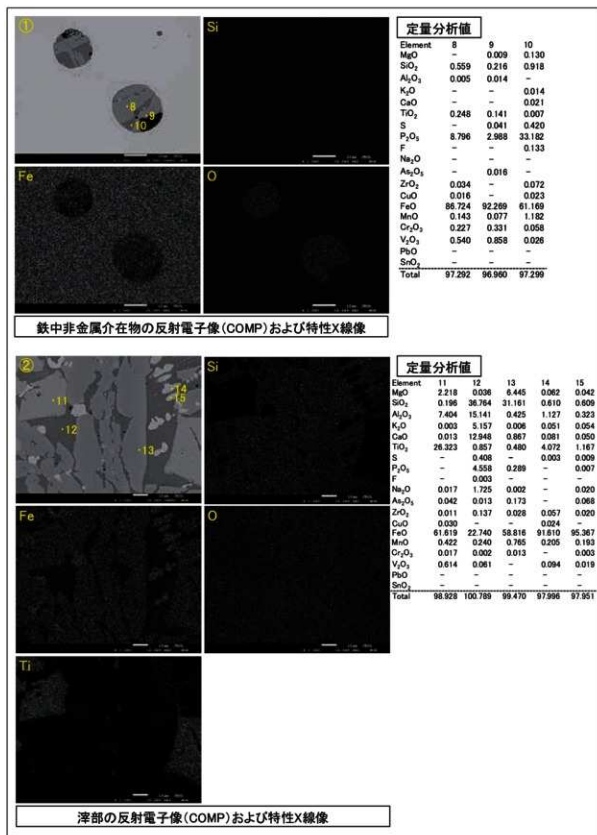 ①
Si
8
9
10
Fe
O
鉄中非金属介在物の反射電子像(COMP)および特性X線像
定量分析値
Element 8 9 10
MgO - 0.009 0.130
SiO2 0.559 0.216 0.918
Al2O3 0.005 0.014 -
K2O - - 0.014
CaO - - 0.021
TiO2 0.248 0.141 0.007
S - 0.041 0.420
P2O5 8.796 2.988 33.182
F - - 0.133
Na2O - - -
As2O5 - 0.016 -
ZrO2 0.034 - 0.072
CuO 0.016 - 0.023
FeO 86.724 92.269 61.169
MnO 0.143 0.077 1.182
Cr2O3 0.227 0.331 0.058
V2O3 0.540 0.858 0.026
PbO - - -
SnO2 - - -
Total 97.292 96.960 97.299
②
Si
11
12
13
14
15
Fe
O
Ti
滓部の反射電子像(COMP)および特性X線像
定量分析値
Element 11 12 13 14 15
MgO 2.218 0.036 6.445 0.062 0.042
SiO2 0.196 36.764 31.161 0.610 0.609
Al2O3 7.404 15.141 0.425 1.127 0.323
K2O 0.003 5.157 0.006 0.051 0.054
CaO 0.013 12.948 0.867 0.081 0.050
TiO2 26.323 0.857 0.480 4.072 1.167
S - 0.408 - 0.003 0.009
P2O5 - 4.558 0.289 - 0.007
F - 0.003 - - -
Na2O 0.017 1.725 0.002 - 0.020
As2O5 0.042 0.013 0.173 - 0.068
ZrO2 0.011 0.137 0.028 0.057 0.020
CuO 0.030 - - 0.024 -
FeO 61.619 22.740 58.816 91.610 95.367
MnO 0.422 0.240 0.765 0.205 0.193
Cr2O3 0.017 0.002 0.013 - 0.003
V2O3 0.614 0.061 - 0.094 0.019
PbO - - - - -
SnO2 - - - - -
Total 98.928 100.789 99.470 97.996 97.951